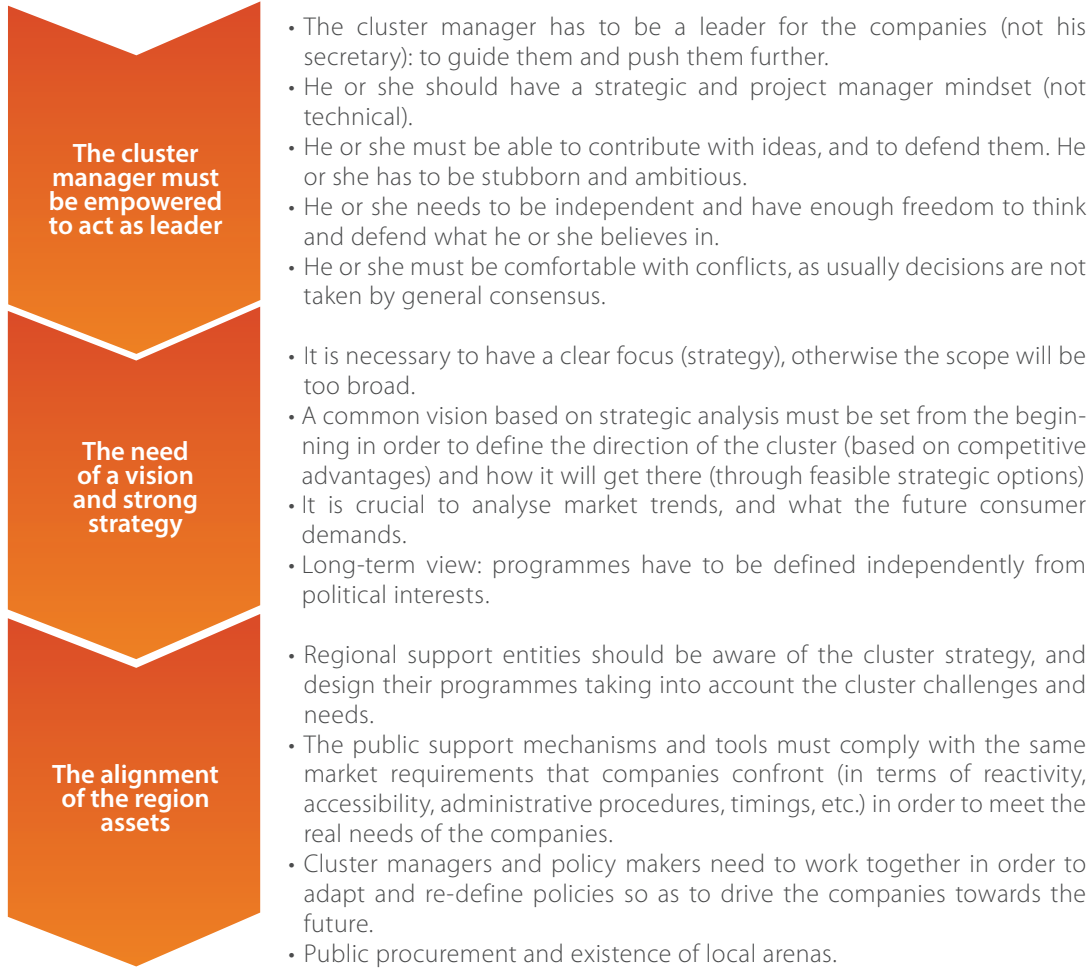 The cluster
manager must
be empowered
to act as leader
• The cluster manager has to be a leader for the companies (not his
secretary): to guide them and push them further.
• He or she should have a strategic and project manager mindset (not
technical).
• He or she must be able to contribute with ideas, and to defend them. He
or she has to be stubborn and ambitious.
• He or she needs to be independent and have enough freedom to think
and defend what he or she believes in.
• He or she must be comfortable with conflicts, as usually decisions are not
taken by general consensus.
The need
of a vision
and strong
strategy
• It is necessary to have a clear focus (strategy), otherwise the scope will be
too broad.
• A common vision based on strategic analysis must be set from the begin-
ning in order to define the direction of the cluster (based on competitive
advantages) and how it will get there (through feasible strategic options)
• It is crucial to analyse market trends, and what the future consumer
demands.
• Long-term view: programmes have to be defined independently from
political interests.
The alignment
of the region
assets
• Regional support entities should be aware of the cluster strategy, and
design their programmes taking into account the cluster challenges and
needs.
• The public support mechanisms and tools must comply with the same
market requirements that companies confront (in terms of reactivity,
accessibility, administrative procedures, timings, etc.) in order to meet the
real needs of the companies.
• Cluster managers and policy makers need to work together in order to
adapt and re-define policies so as to drive the companies towards the
future.
• Public procurement and existence of local arenas.